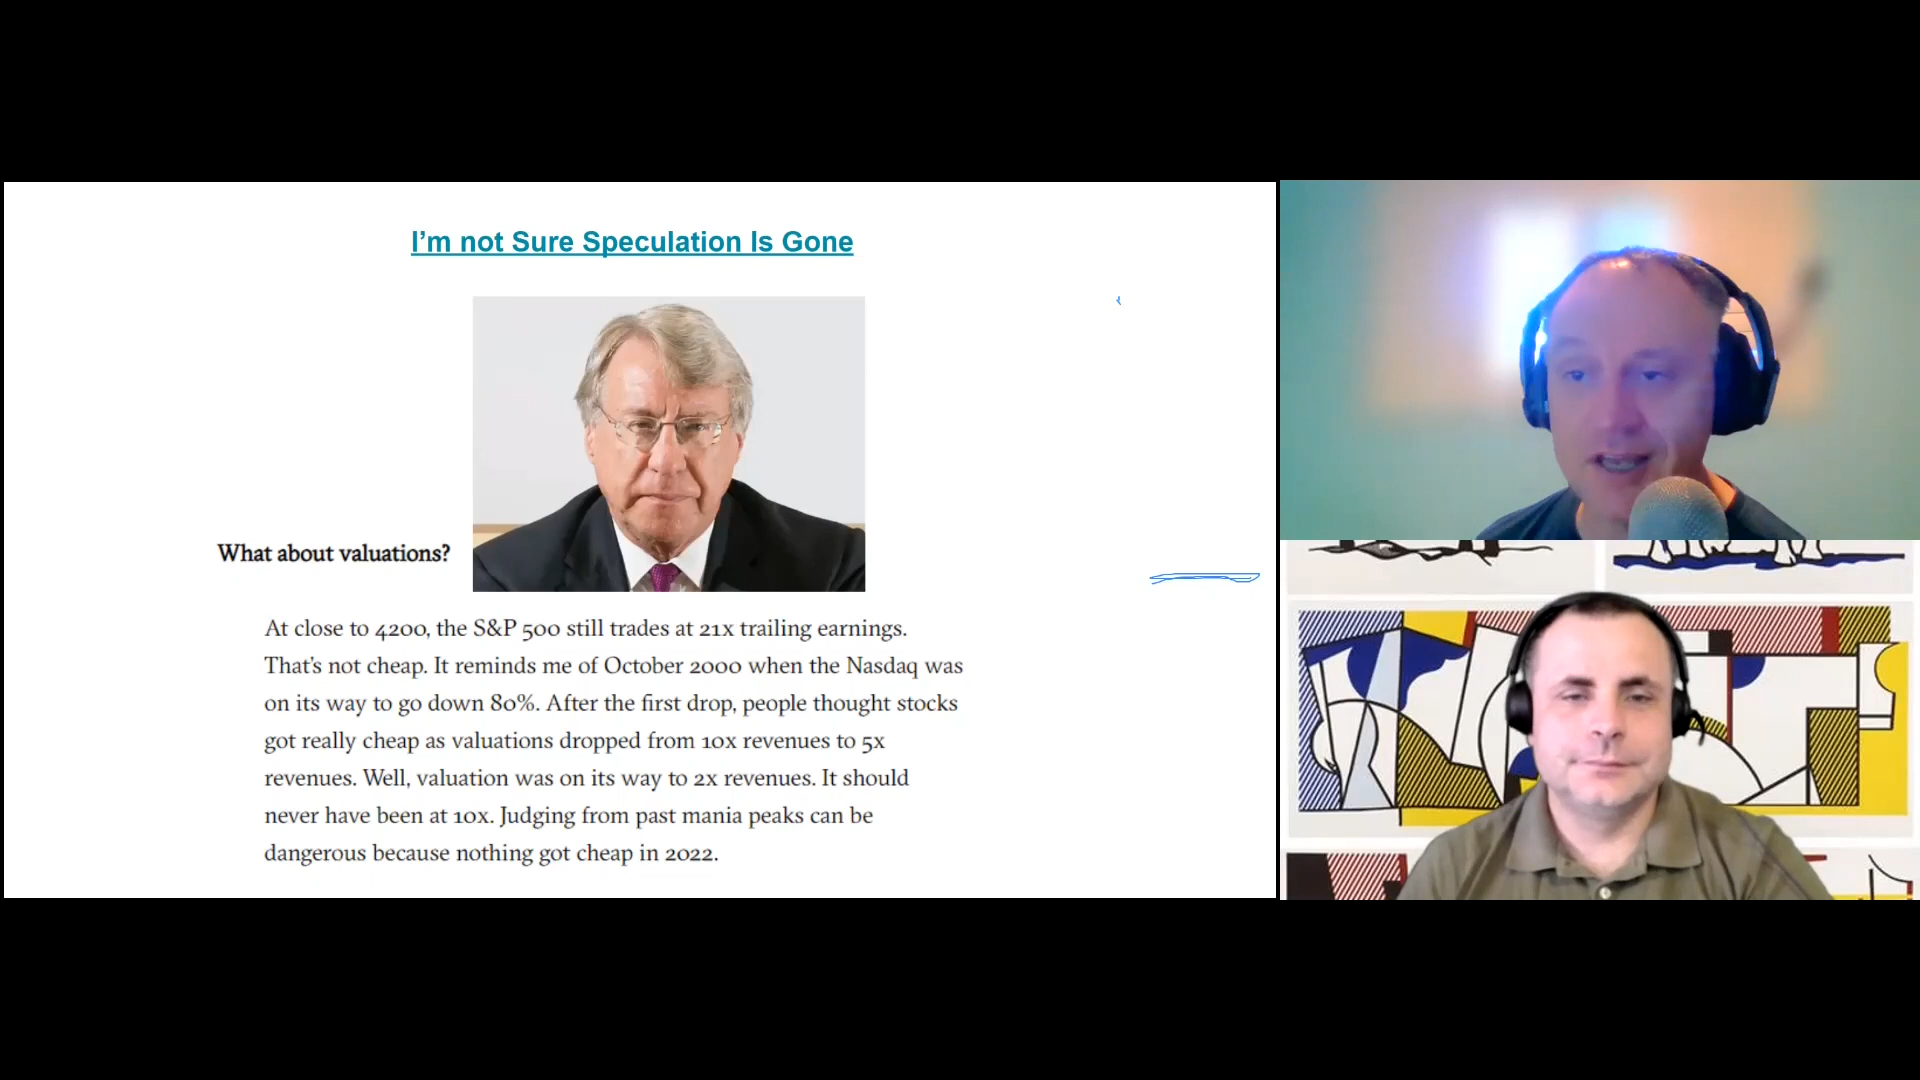 I’m not Sure Speculation Is Gone
What about valuations?
At close to 4200, the S&P 500 still trades at 21x trailing earnings.
That’s not cheap. It reminds me of October 2000 when the Nasdaq was
on its way to go down 80%. After the first drop, people thought stocks
got really cheap as valuations dropped from 10x revenues to 5x
revenues. Well, valuation was on its way to 2x revenues. It should
never have been at 10x. Judging from past mania peaks can be
dangerous because nothing got cheap in 2022.